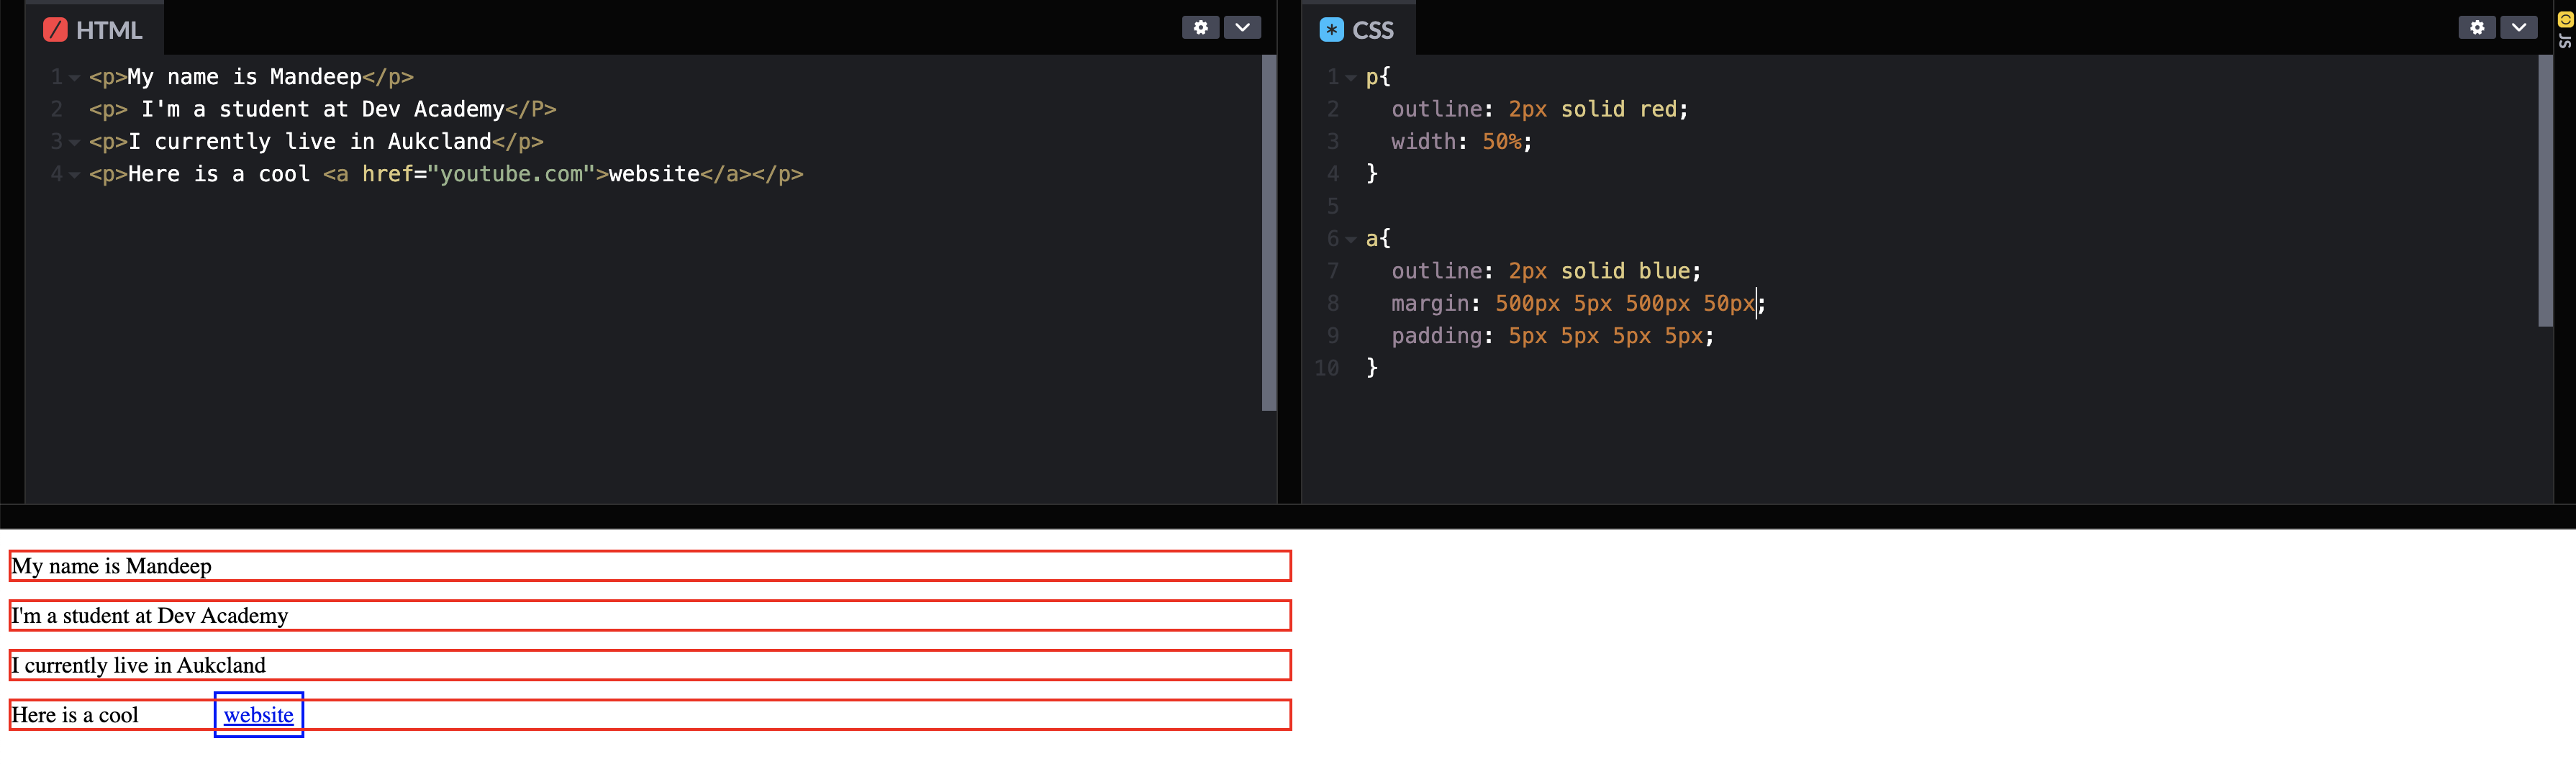 HTML
1 <p>My name is Mandeep</p>
2 <p> I'm a student at Dev Academy</P>
3 <p>I currently live in Aukcland</p>
4 <p>Here is a cool <a href="youtube.com">website</a></p>
CSS
1 p{
2 outline: 2px solid red;
3 width: 50%;
4 }
5
6 a{
7 outline: 2px solid blue;
8 margin: 500px 5px 500px 50px;
9 padding: 5px 5px 5px 5px;
10 }
JS
My name is Mandeep
I'm a student at Dev Academy
I currently live in Aukcland
Here is a cool website